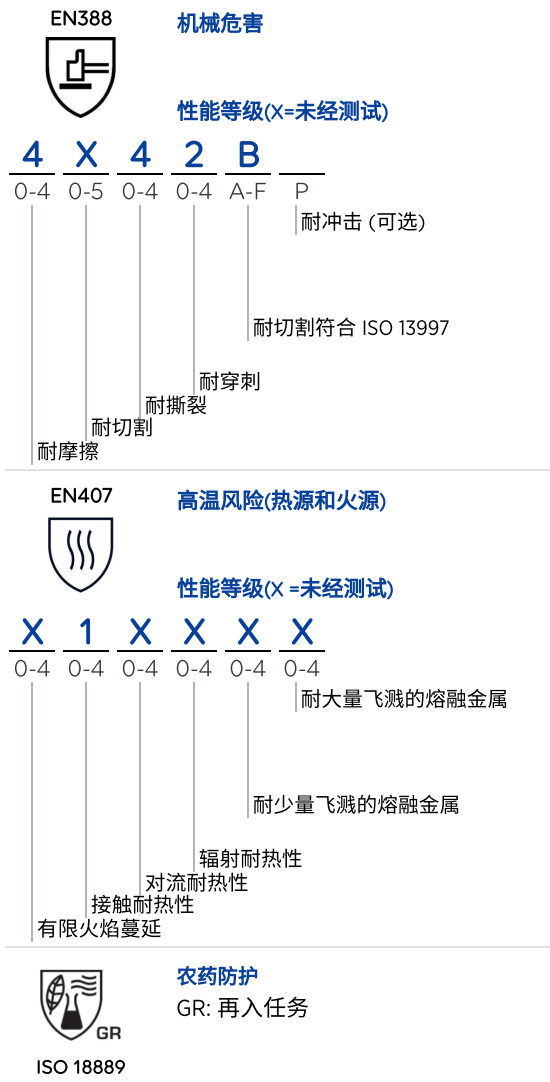 EN388
机械危害
性能等级(X=未经测试)
4 X 4 2 B
0-4 0-5 0-4 0-4 A-F P
耐冲击 (可选)
耐切割符合 ISO 13997
耐穿刺
耐撕裂
耐切割
耐摩擦
EN407
高温风险(热源和火源)
性能等级(X =未经测试)
X 1 X X X X
0-4 0-4 0-4 0-4 0-4 0-4
耐大量飞溅的熔融金属
耐少量飞溅的熔融金属
辐射耐热性
对流耐热性
接触耐热性
有限火焰蔓延
农药防护
GR: 再入任务
GR
ISO 18889